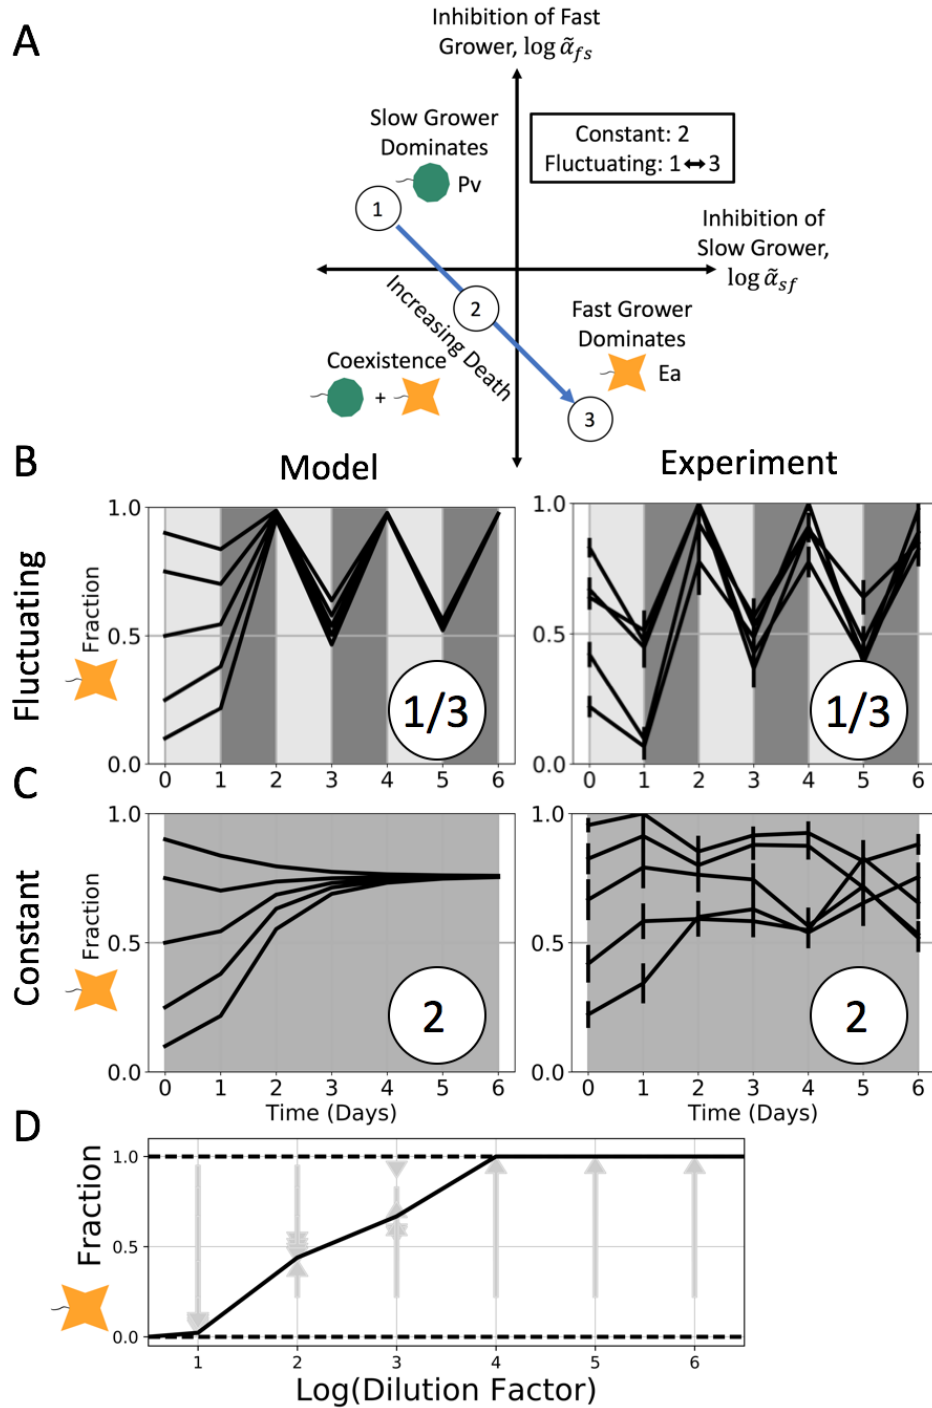 A
Inhibition of Fast
Grower, log α̃fs
Slow Grower
Dominates
Pv
1
Constant: 2
Fluctuating: 1↔3
Inhibition of
Slow Grower,
log α̃sf
Increasing Death
2
Fast Grower
Dominates
Ea
Coexistence
+
3
B
Model
Experiment
Fluctuating
Fraction
1.0
0.5
0.0
0 1 2 3 4 5 6
1/3
1.0
0.5
0.0
0 1 2 3 4 5 6
1/3
C
Constant
Fraction
1.0
0.5
0.0
0 1 2 3 4 5 6
Time (Days)
2
1.0
0.5
0.0
0 1 2 3 4 5 6
Time (Days)
2
D
Fraction
1.0
0.5
0.0
1 2 3 4 5 6
Log(Dilution Factor)